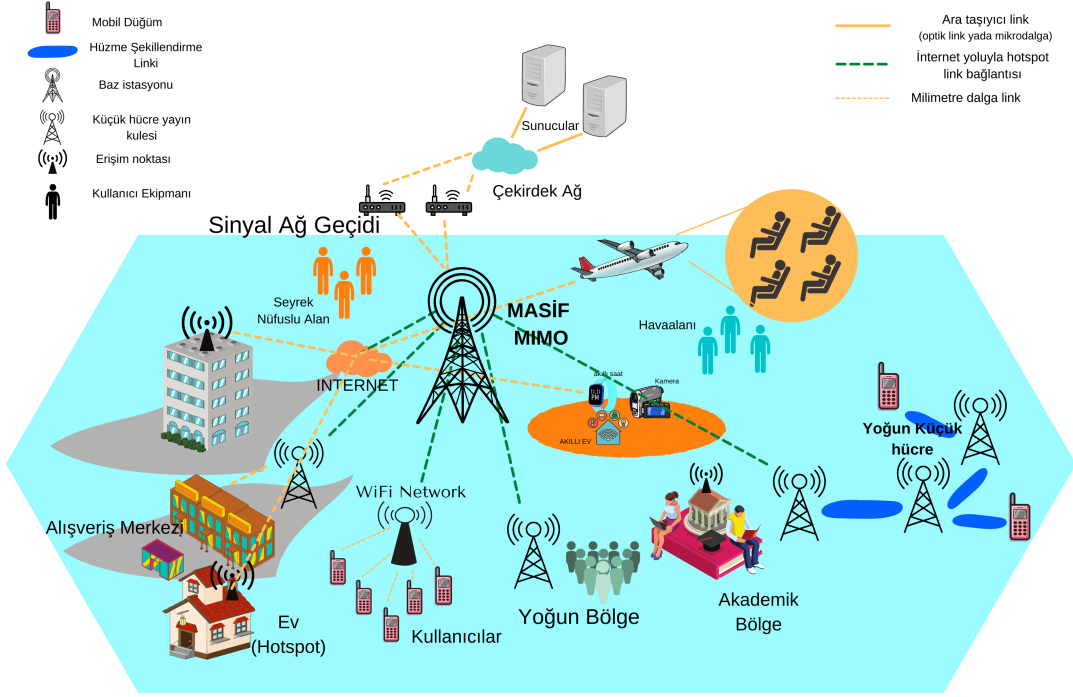 Mobil Düğüm
Hüzme Şekillendirme
Linki
Baz istasyonu
Küçük hücre yayın
kulesi
Erişim noktası
Kullanıcı Ekipmanı
Ara taşıyıcı link
(optik link yada mikrodalga)
İnternet yoluyla hotspot
link bağlantısı
Milimetre dalga link
Sunucular
Çekirdek Ağ
Sinyal Ağ Geçidi
Seyrek
Nüfuslu Alan
MASİF
MIMO
Havaalanı
INTERNET
akıllı saat
Kamera
11:11
PM
AKILLI EV
Yoğun Küçük
hücre
WiFi Network
Alışveriş Merkezi
Ev
(Hotspot)
Kullanıcılar
Yoğun Bölge
Akademik
Bölge